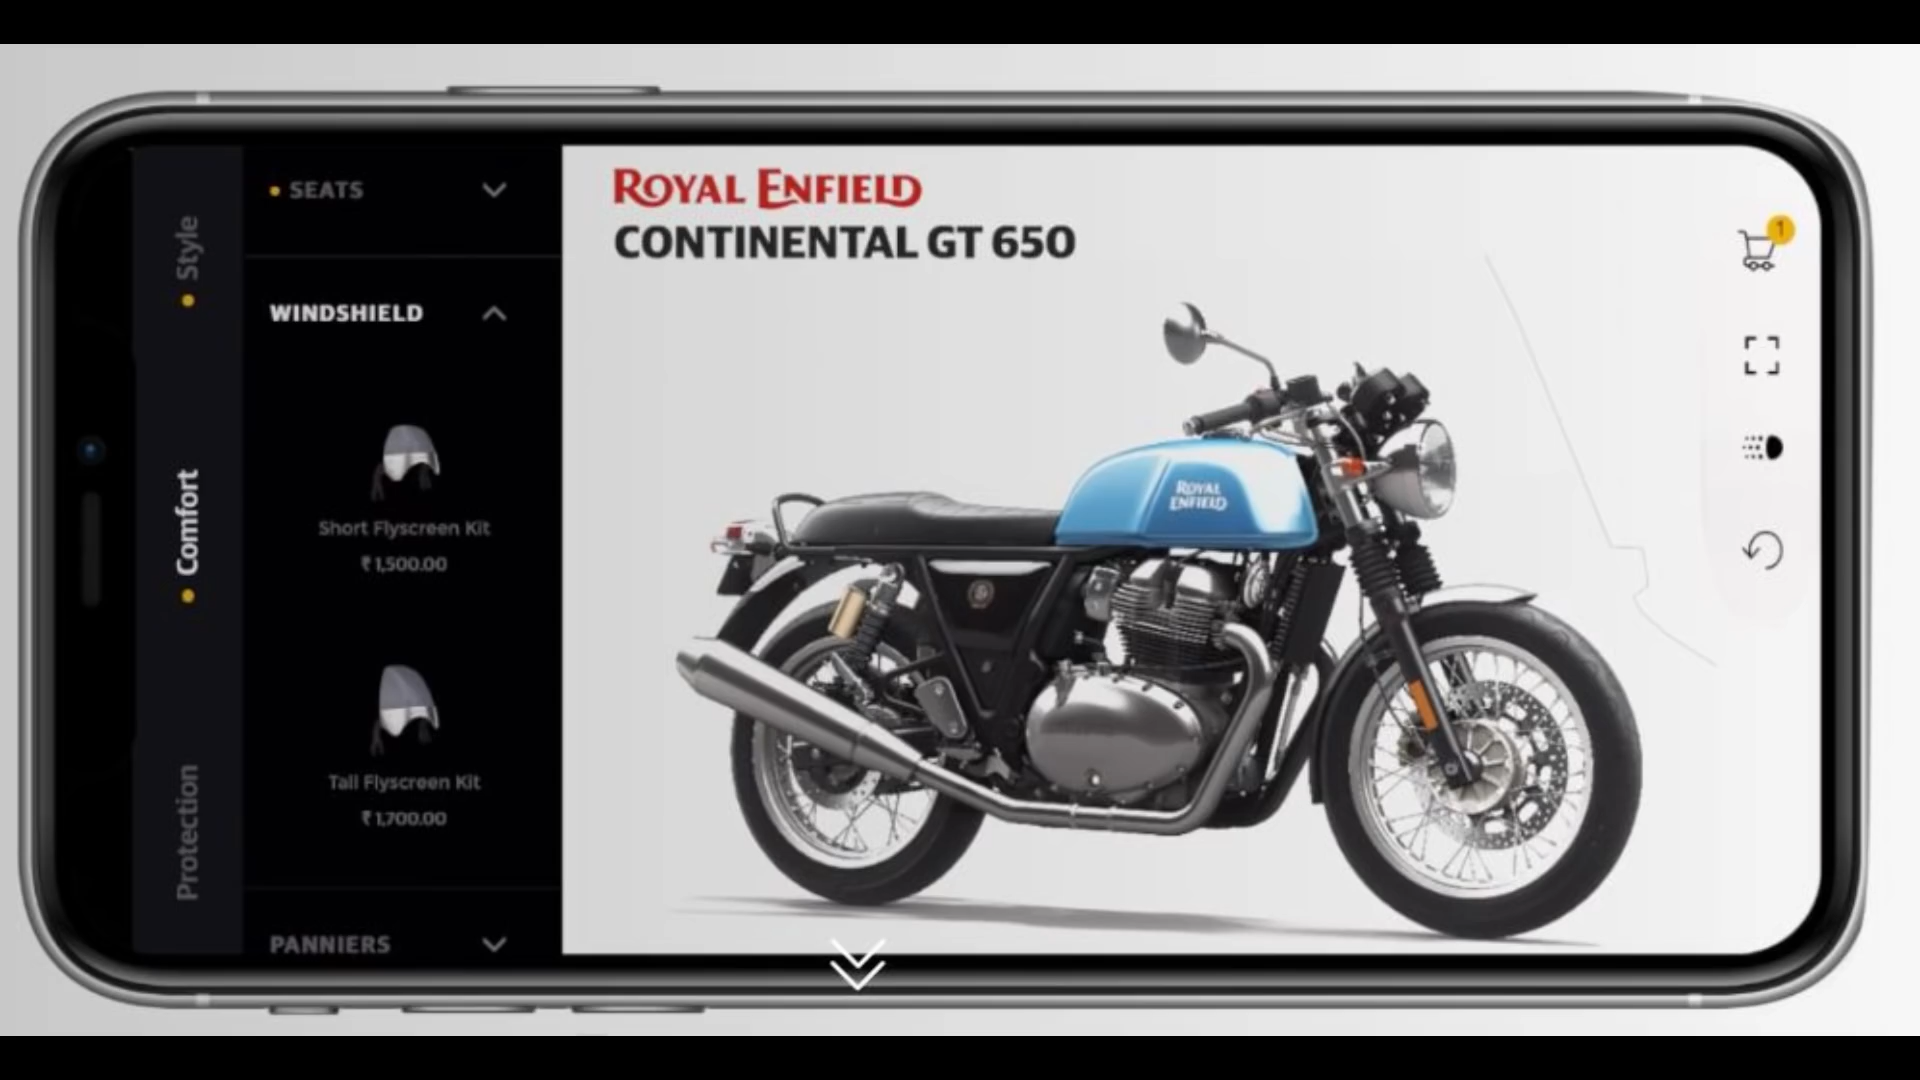 Style
Comfort
Protection
SEATS
WINDSHIELD
Short Flyscreen Kit
₹ 1,500.00
Tall Flyscreen Kit
₹ 1,700.00
PANNIERS
ROYAL ENFIELD
CONTINENTAL GT 650
1
ROYAL
ENFIELD